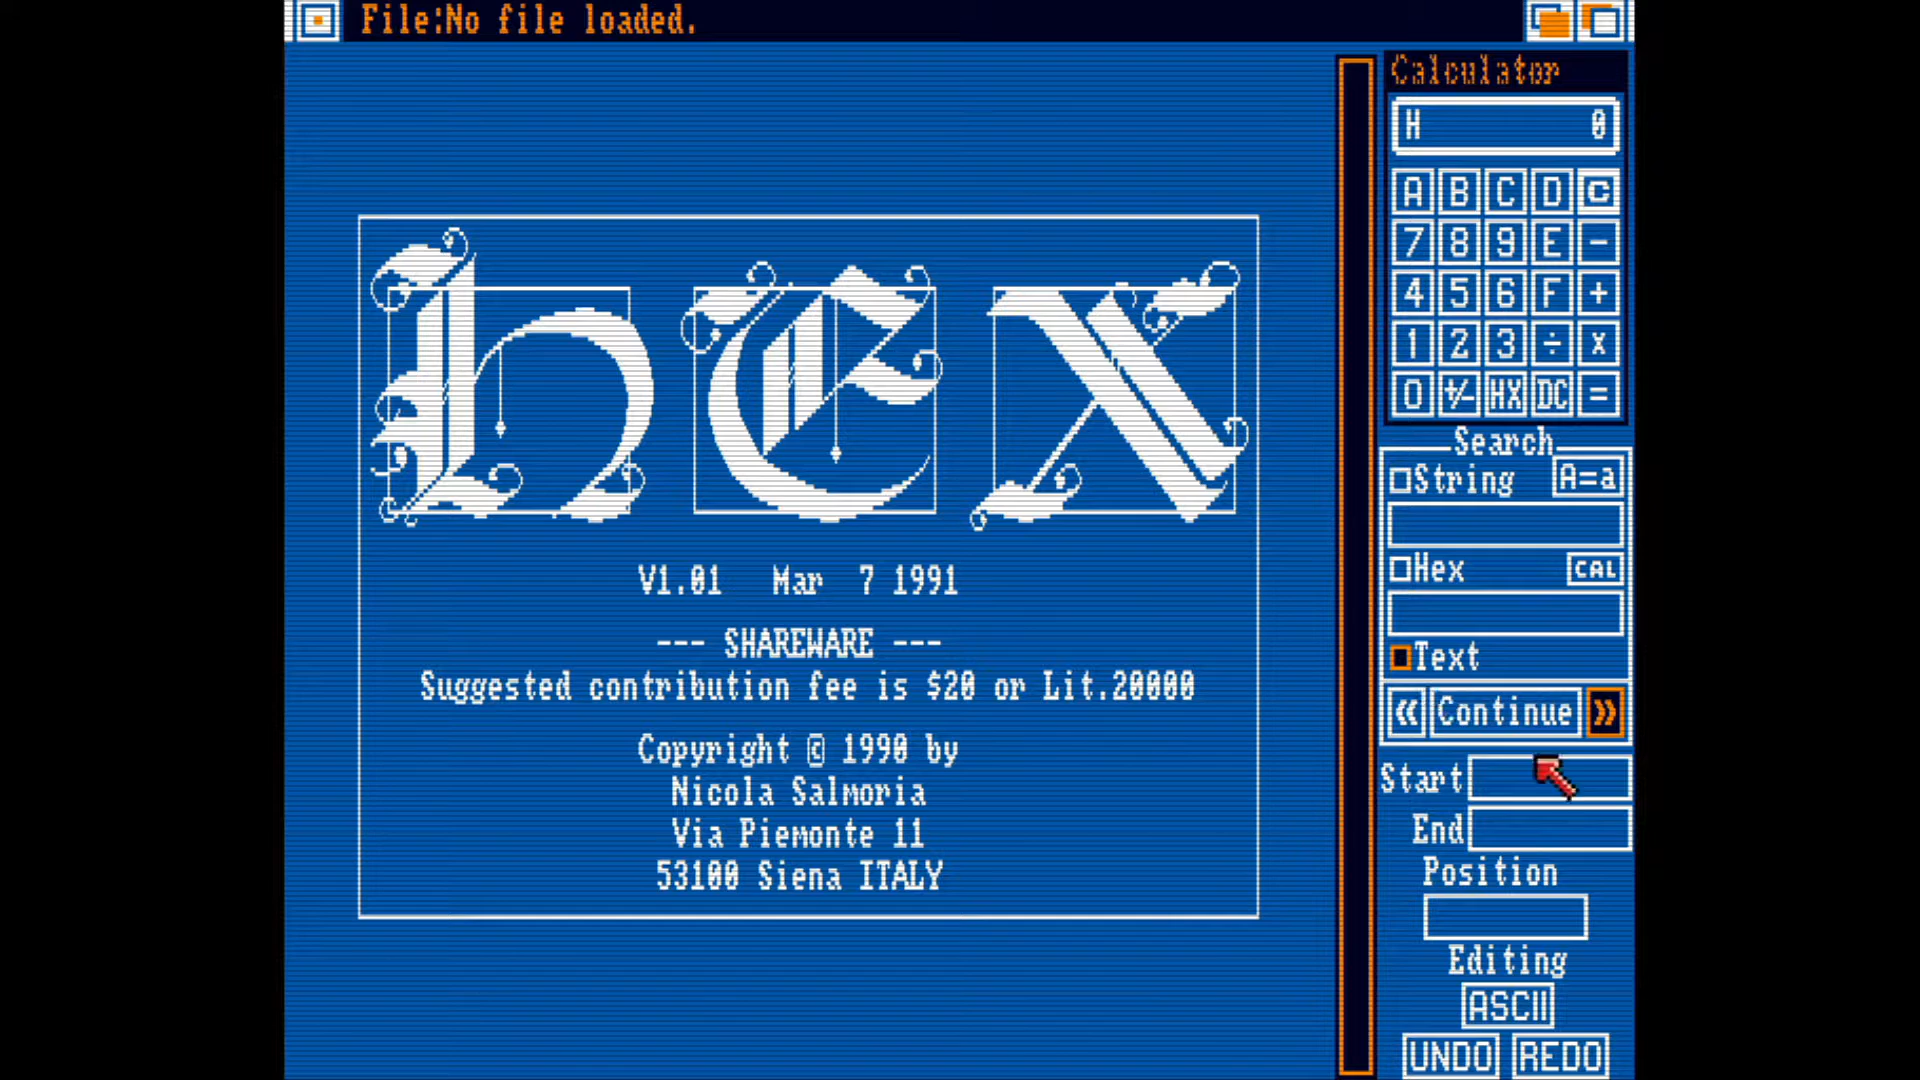 File:No file loaded.
hEX
V1.01 Mar 7 1991
--- SHAREWARE ---
Suggested contribution fee is $20 or Lit.20000
Copyright © 1990 by
Nicola Salmoria
Via Piemonte 11
53100 Siena ITALY
Calculator
H 0
A B C D C
7 8 9 E -
4 5 6 F +
1 2 3 ÷ x
0 +/- HX DC =
Search
String A=a
Hex CAL
Text
« Continue »
Start
End
Position
Editing
ASCII
UNDO REDO